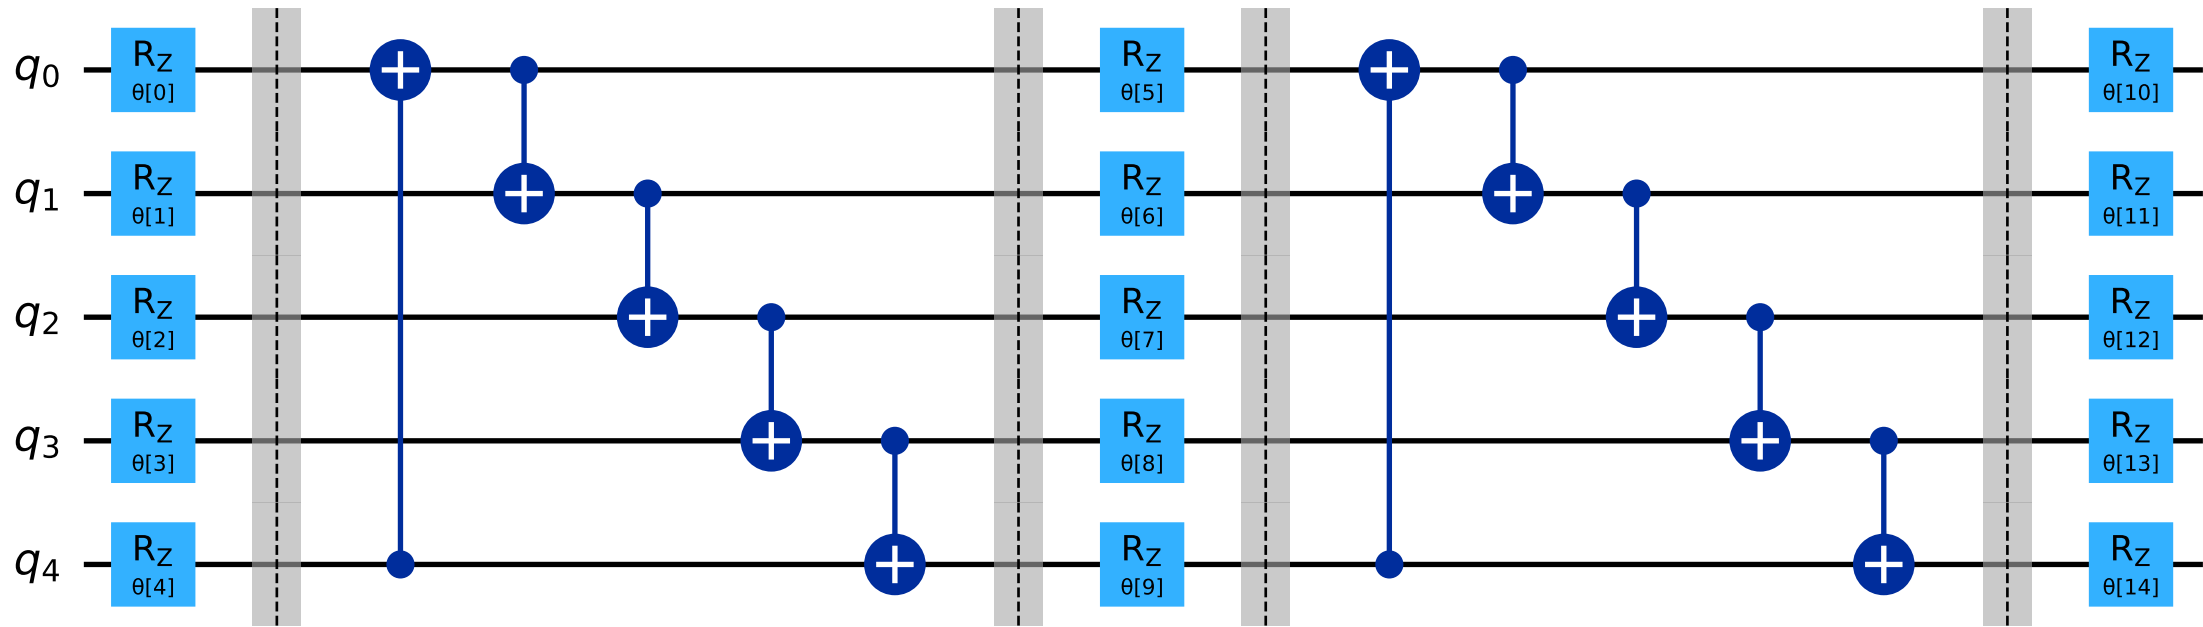 q0 RZ θ[0] RZ θ[5] RZ θ[10]
q1 RZ θ[1] RZ θ[6] RZ θ[11]
q2 RZ θ[2] RZ θ[7] RZ θ[12]
q3 RZ θ[3] RZ θ[8] RZ θ[13]
q4 RZ θ[4] RZ θ[9] RZ θ[14]